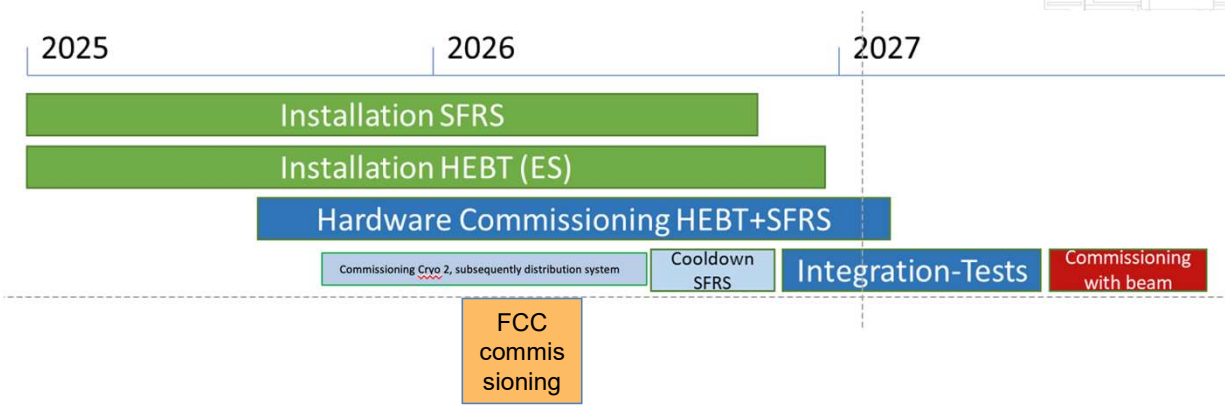 2025
2026
2027
Installation SFRS
Installation HEBT (ES)
Hardware Commissioning HEBT+SFRS
Commissioning Cryo 2, subsequently distribution system
Cooldown
SFRS
Integration-Tests
Commissioning
with beam
FCC
commis
sioning